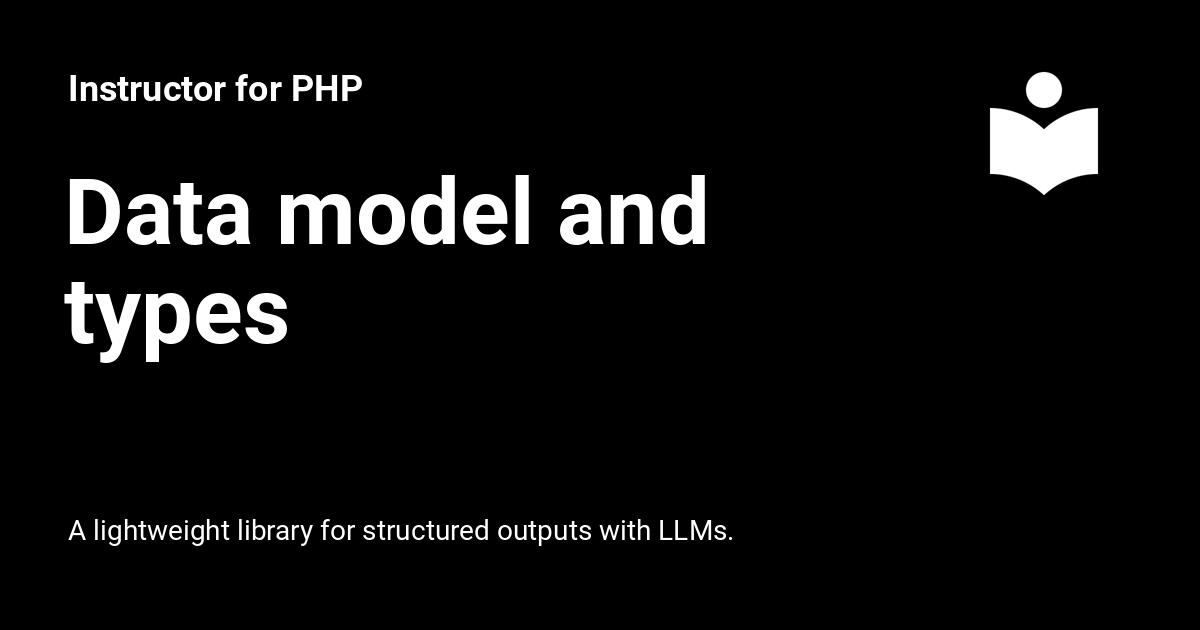 Instructor for PHP
Data model and
types
A lightweight library for structured outputs with LLMs.